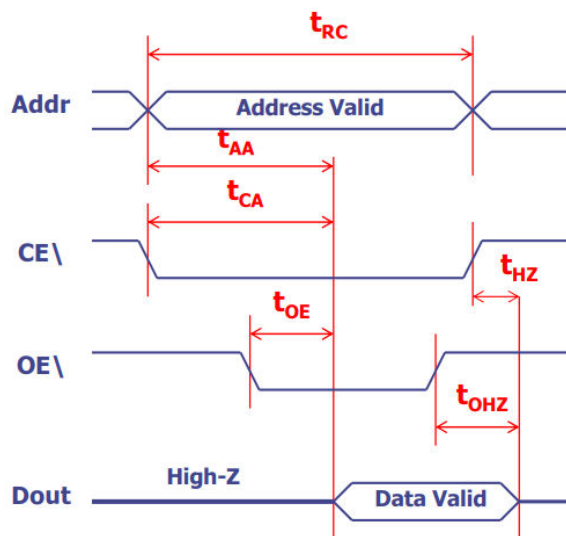 tRC
Addr
Address Valid
tAA
tCA
CE\
tHZ
tOE
OE\
tOHZ
High-Z
Dout
Data Valid